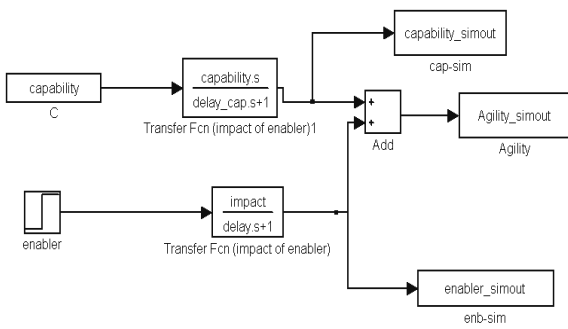 capability_simout
cap-sim
capability
C
capability.s
delay_cap.s+1
Transfer Fcn (impact of enabler)1
+
+
Add
Agility_simout
Agility
enabler
impact
delay.s+1
Transfer Fcn (impact of enabler)
enabler_simout
enb-sim